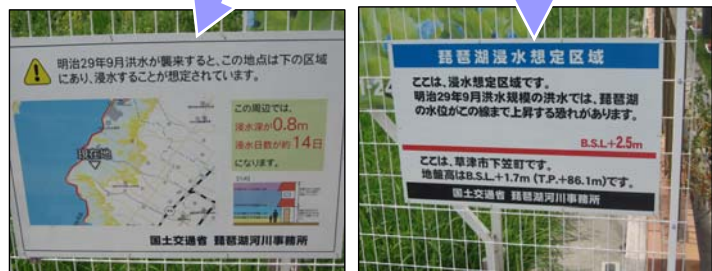 明治29年9月洪水が襲来すると、この地点は下の区域
にあり、浸水することが想定されています。
現在地
この周辺では、
浸水深が0.8m
浸水日数が約14日
になります。
国土交通省 琵琶湖河川事務所
琵琶湖浸水想定区域
ここは、浸水想定区域です。
明治29年9月洪水規模の洪水では、琵琶湖
の水位がこの線まで上昇する恐れがあります。
B.S.L+2.5m
ここは、草津市下笠町です。
地盤高はB.S.L.+1.7m (T.P.+86.1m)です。
国土交通省 琵琶湖河川事務所